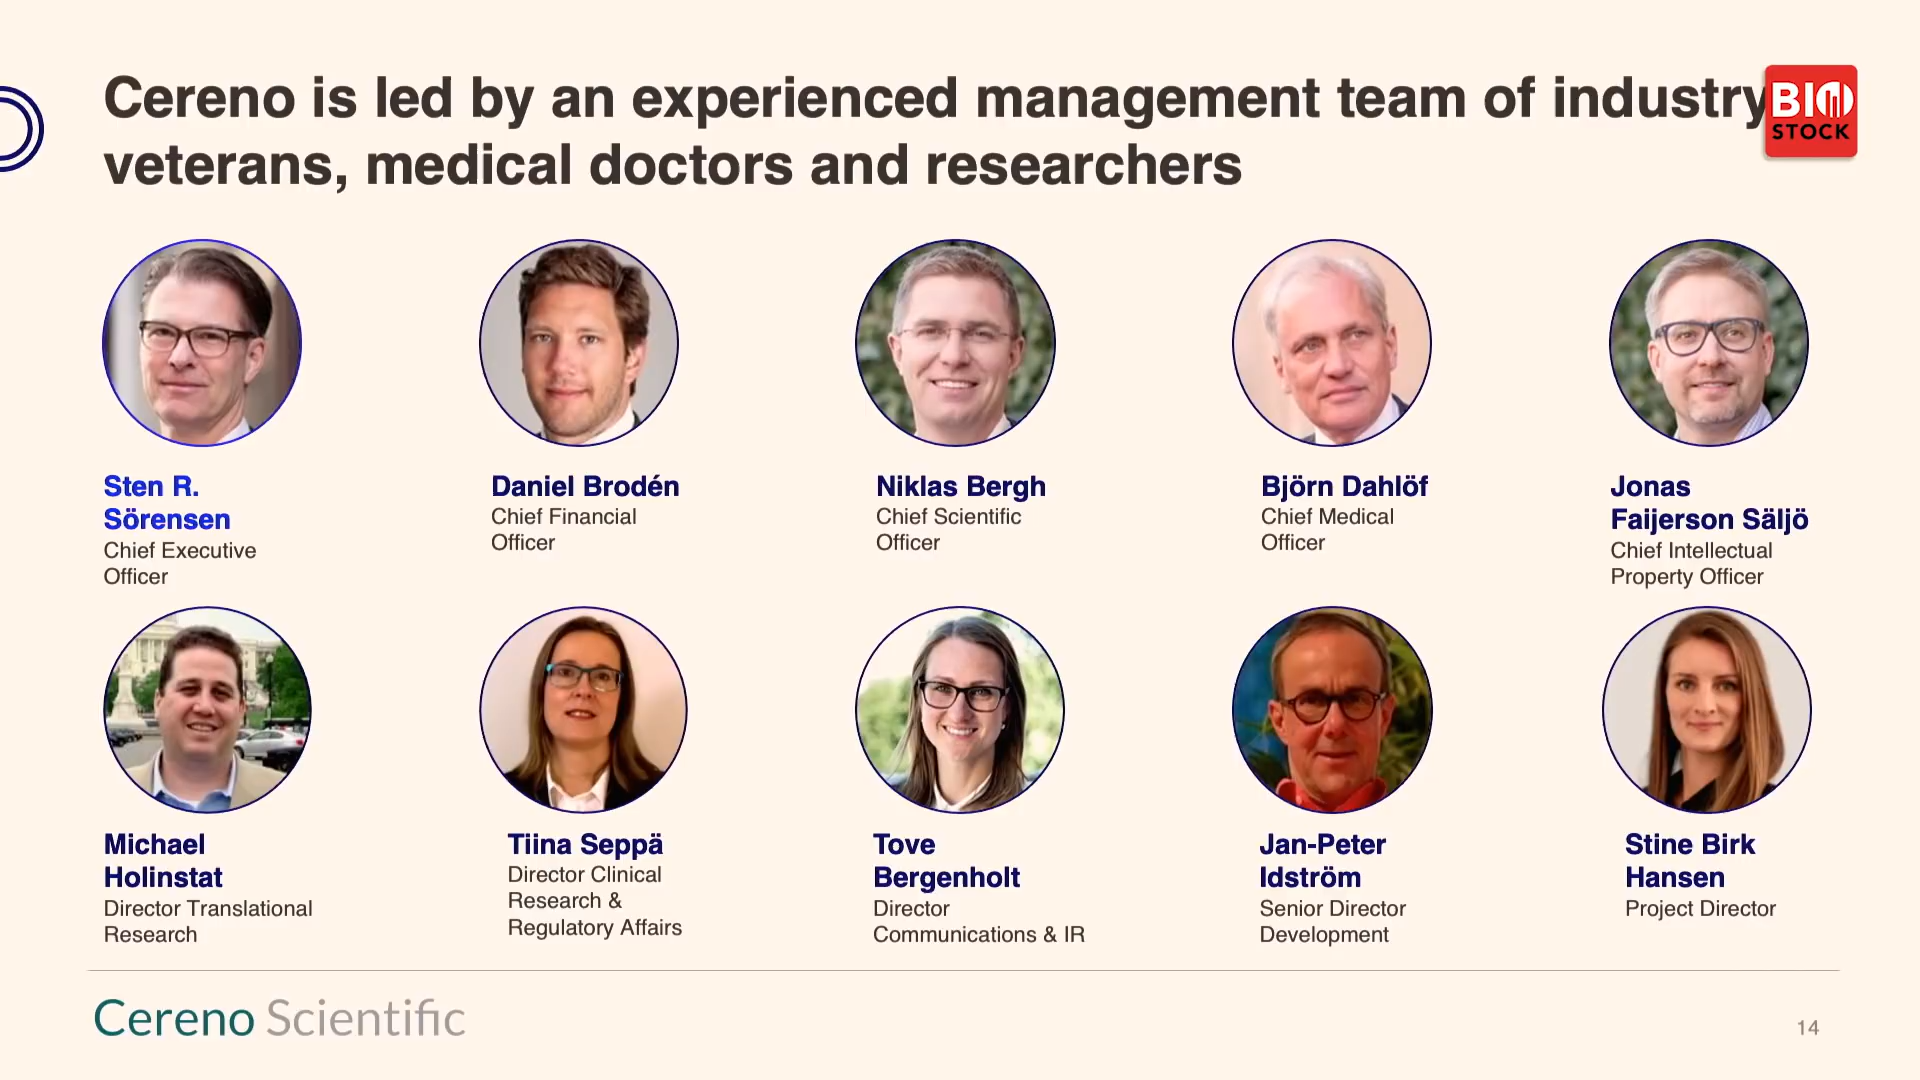 Cereno is led by an experienced management team of industry
veterans, medical doctors and researchers
BIO
STOCK
Sten R.
Sörensen
Chief Executive
Officer
Daniel Brodén
Chief Financial
Officer
Niklas Bergh
Chief Scientific
Officer
Björn Dahlöf
Chief Medical
Officer
Jonas
Faijerson Säljö
Chief Intellectual
Property Officer
Michael
Holinstat
Director Translational
Research
Tiina Seppä
Director Clinical
Research &
Regulatory Affairs
Tove
Bergenholt
Director
Communications & IR
Jan-Peter
Idström
Senior Director
Development
Stine Birk
Hansen
Project Director
Cereno Scientific
14